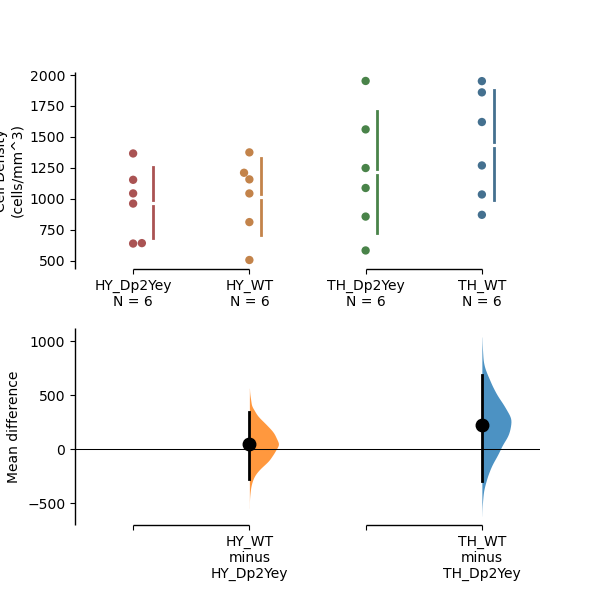 2000
1750
1500
1250
1000
750
500
Cell Density
(cells/mm^3)
HY_Dp2Yey
N = 6
HY_WT
N = 6
TH_Dp2Yey
N = 6
TH_WT
N = 6
1000
500
0
−500
Mean difference
HY_WT
minus
HY_Dp2Yey
TH_WT
minus
TH_Dp2Yey